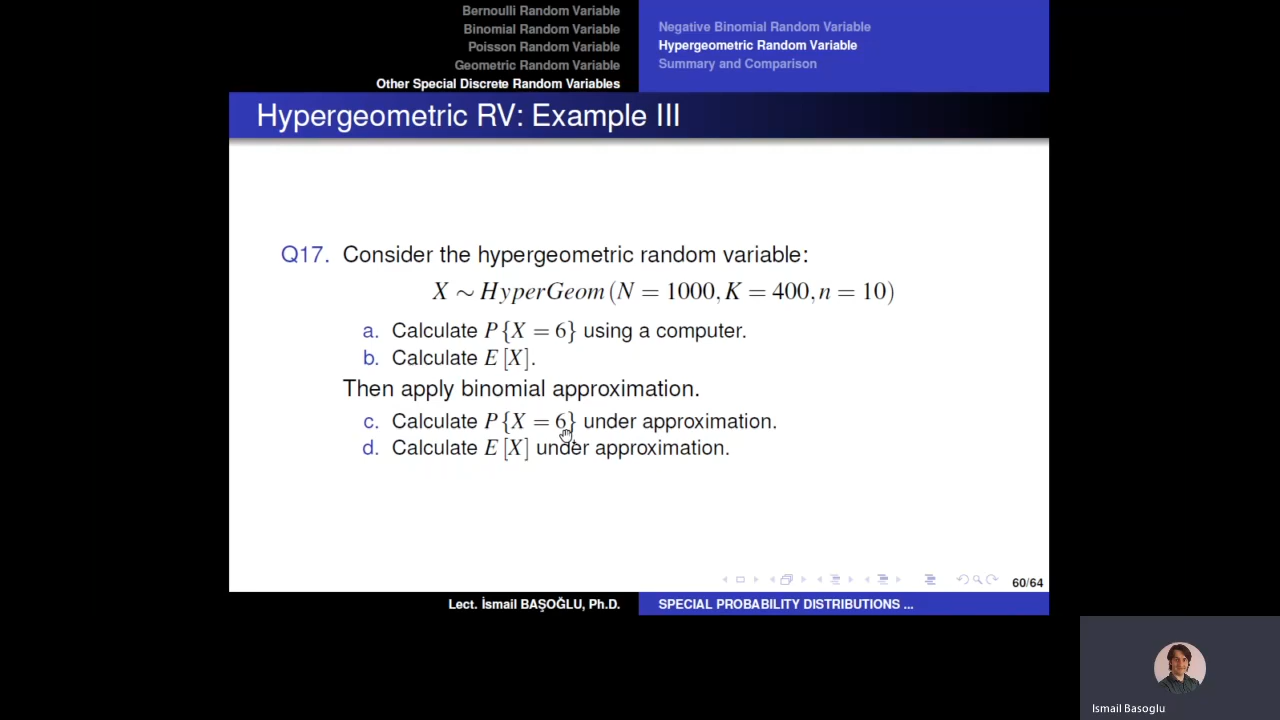 Bernoulli Random Variable
Binomial Random Variable
Poisson Random Variable
Geometric Random Variable
Other Special Discrete Random Variables
Negative Binomial Random Variable
Hypergeometric Random Variable
Summary and Comparison
Hypergeometric RV: Example III
Q17. Consider the hypergeometric random variable:
X ∼ HyperGeom (N = 1000, K = 400, n = 10)
a. Calculate P{X = 6} using a computer.
b. Calculate E [X].
Then apply binomial approximation.
c. Calculate P{X = 6} under approximation.
d. Calculate E [X] under approximation.
60/64
Lect. İsmail BAŞOĞLU, Ph.D.
SPECIAL PROBABILITY DISTRIBUTIONS ...
Ismail Basoglu